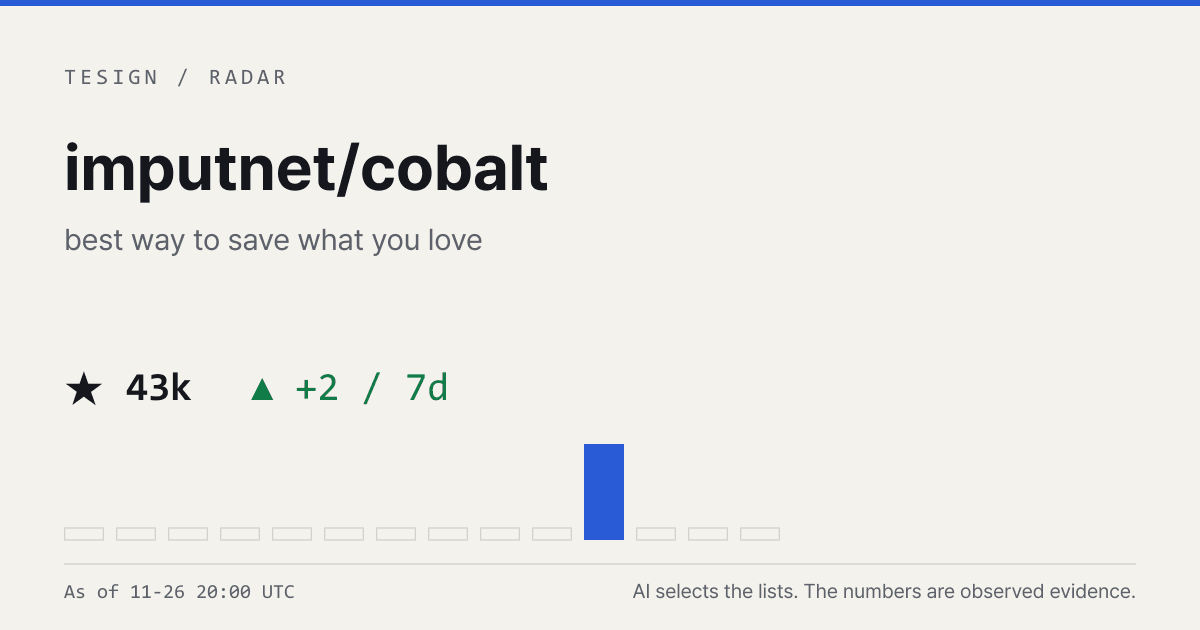 TESIGN / RADAR
imputnet/cobalt
best way to save what you love
★ 43k ▲ +2 / 7d
As of 11-26 20:00 UTC
AI selects the lists. The numbers are observed evidence.